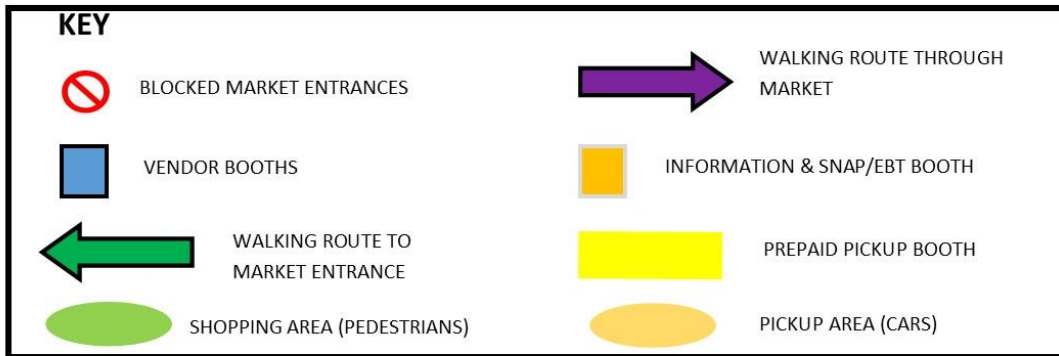 KEY
BLOCKED MARKET ENTRANCES
WALKING ROUTE THROUGH
MARKET
VENDOR BOOTHS
INFORMATION & SNAP/EBT BOOTH
WALKING ROUTE TO
MARKET ENTRANCE
PREPAID PICKUP BOOTH
SHOPPING AREA (PEDESTRIANS)
PICKUP AREA (CARS)